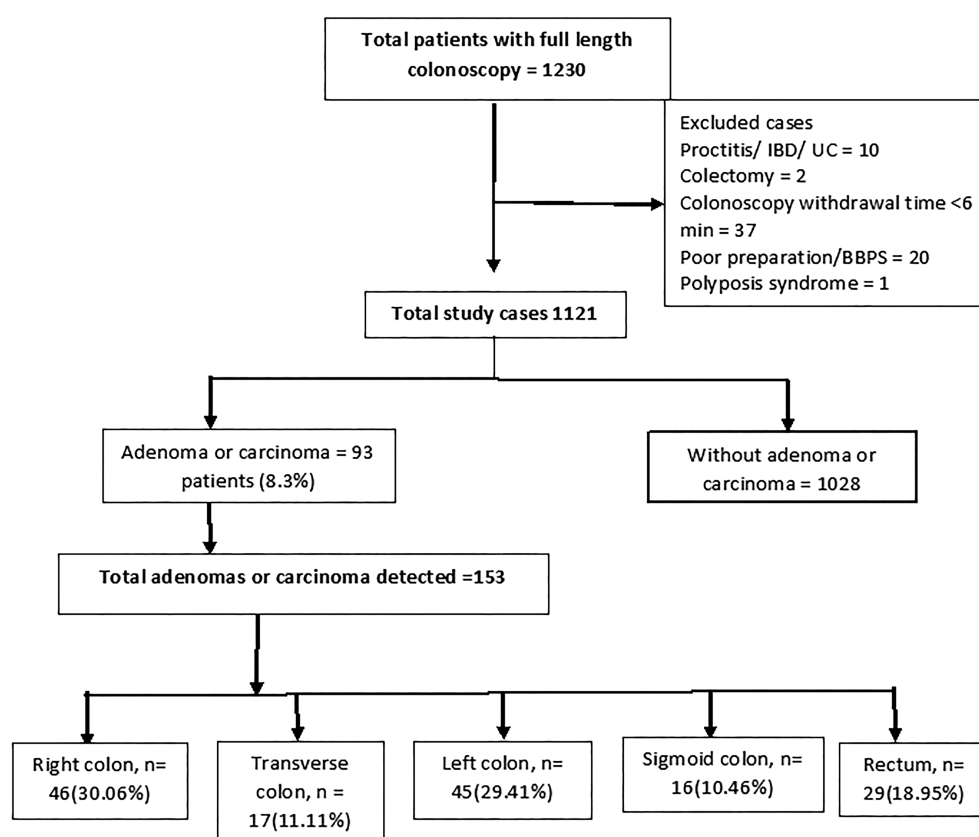 Total patients with full length
colonoscopy = 1230
Excluded cases
Proctitis/ IBD/ UC = 10
Colectomy = 2
Colonoscopy withdrawal time <6
min = 37
Poor preparation/BBPS = 20
Polyposis syndrome = 1
Total study cases 1121
Adenoma or carcinoma = 93
patients (8.3%)
Without adenoma or
carcinoma = 1028
Total adenomas or carcinoma detected =153
Right colon, n=
46(30.06%)
Transverse
colon, n =
17(11.11%)
Left colon, n=
45(29.41%)
Sigmoid colon, n=
16(10.46%)
Rectum, n=
29(18.95%)